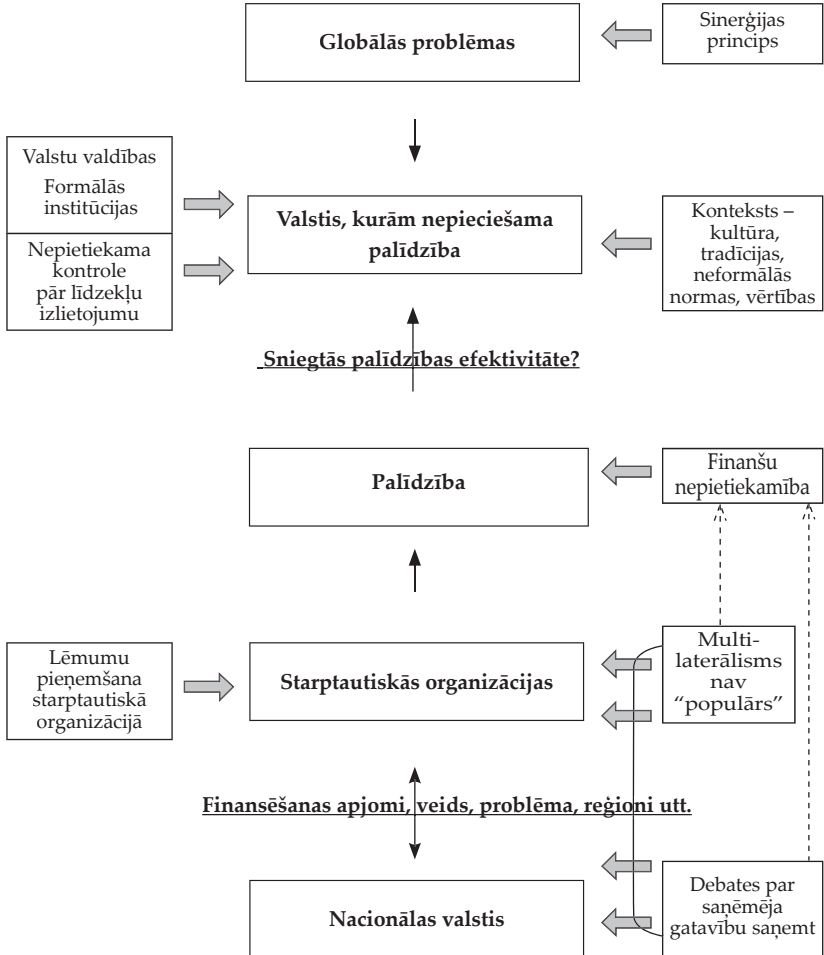 Globālās problēmas
Sinerģijas
princips
Valstu valdības
Formālās
institūcijas
Nepietiekama
kontrole
pār līdzekļu
izlietojumu
Valstis, kurām nepieciešama
palīdzība
Konteksts –
kultūra,
tradīcijas,
neformālās
normas, vērtības
Sniegtās palīdzības efektivitāte?
Palīdzība
Finanšu
nepietiekamība
Lēmumu
pieņemšana
starptautiskā
organizācijā
Starptautiskās organizācijas
Multi-
laterālisms
nav
“populārs”
Finansēšanas apjomi, veids, problēma, reģioni utt.
Nacionālas valstis
Debates par
saņēmēja
gatavību saņemt